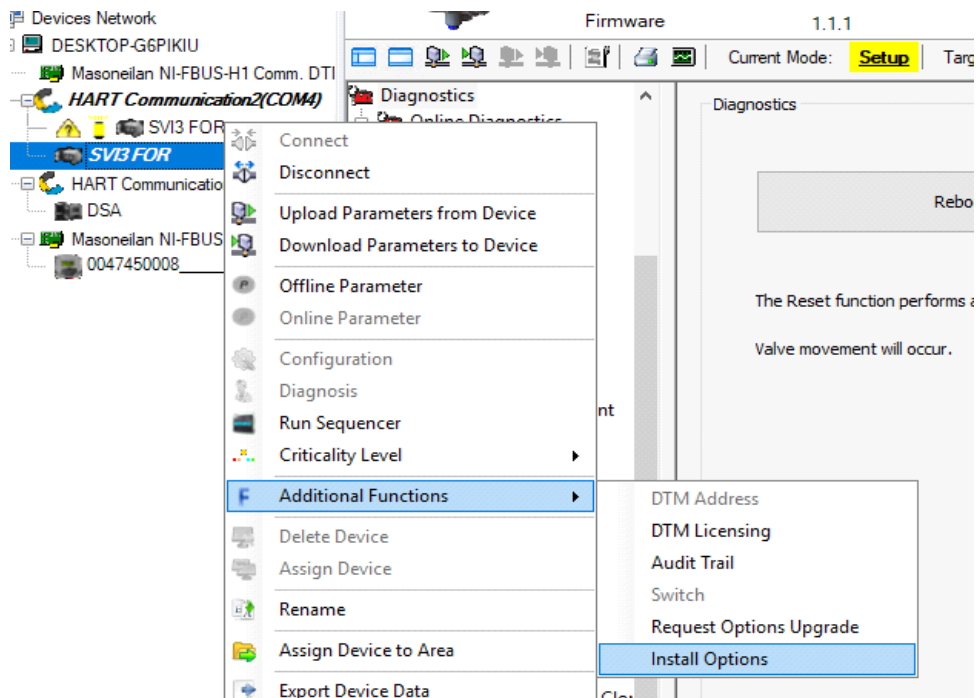 Devices Network
Firmware 1.1.1
DESKTOP-G6PIKIU
Current Mode: Setup
Masoneilan NI-FBUS-H1 Comm. DTI
HART Communication2(COM4)
SVI3 FOR
SVI3 FOR
HART Communicatio
DSA
Masoneilan NI-FBUS
0047450008______
Diagnostics
Online Diagnostics
Connect
Disconnect
Upload Parameters from Device
Download Parameters to Device
Offline Parameter
Online Parameter
Configuration
Diagnosis
Run Sequencer
Criticality Level
Additional Functions
Delete Device
Assign Device
Rename
Assign Device to Area
Export Device Data
DTM Address
DTM Licensing
Audit Trail
Switch
Request Options Upgrade
Install Options
Diagnostics
Rebo
The Reset function performs
Valve movement will occur.
nt